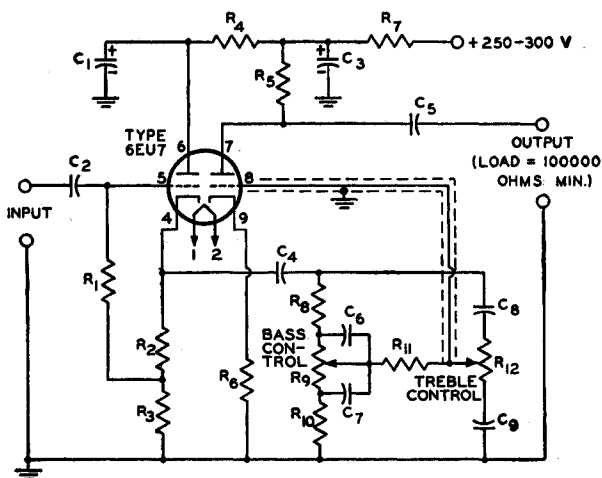 R4
R7
C1
+
-
+
-
C3
+250-300 V
R5
C5
TYPE
6EU7
6
7
OUTPUT
(LOAD = 100000
OHMS MIN.)
C2
5
8
INPUT
4
9
1
2
C4
R1
R8
C6
C8
BASS
CON-
TROL
R2
R11
R9
R12
TREBLE
CONTROL
R6
C7
R3
R10
C9